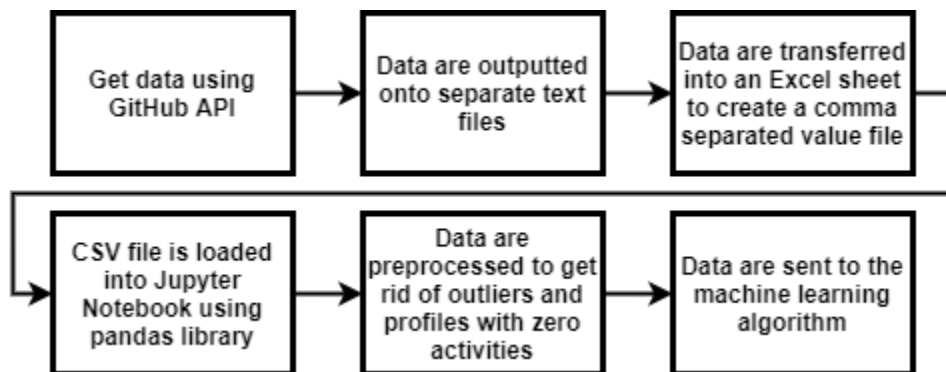 Get data using
GitHub API
Data are outputted
onto separate text
files
Data are transferred
into an Excel sheet
to create a comma
separated value file
CSV file is loaded
into Jupyter
Notebook using
pandas library
Data are
preprocessed to get
rid of outliers and
profiles with zero
activities
Data are sent to the
machine learning
algorithm